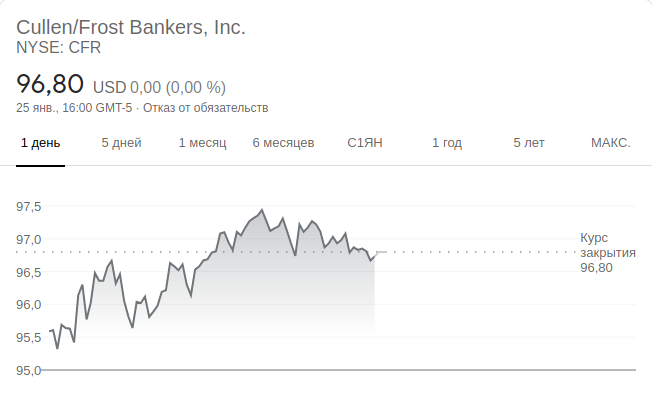 Cullen/Frost Bankers, Inc.
NYSE: CFR
96,80 USD 0,00 (0,00 %)
25 янв., 16:00 GMT-5 · Отказ от обязательств
1 день 5 дней 1 месяц 6 месяцев С1ЯН 1 год 5 лет МАКС.
97,5
97,0
96,5
96,0
95,5
95,0
Курс
закрытия
96,80